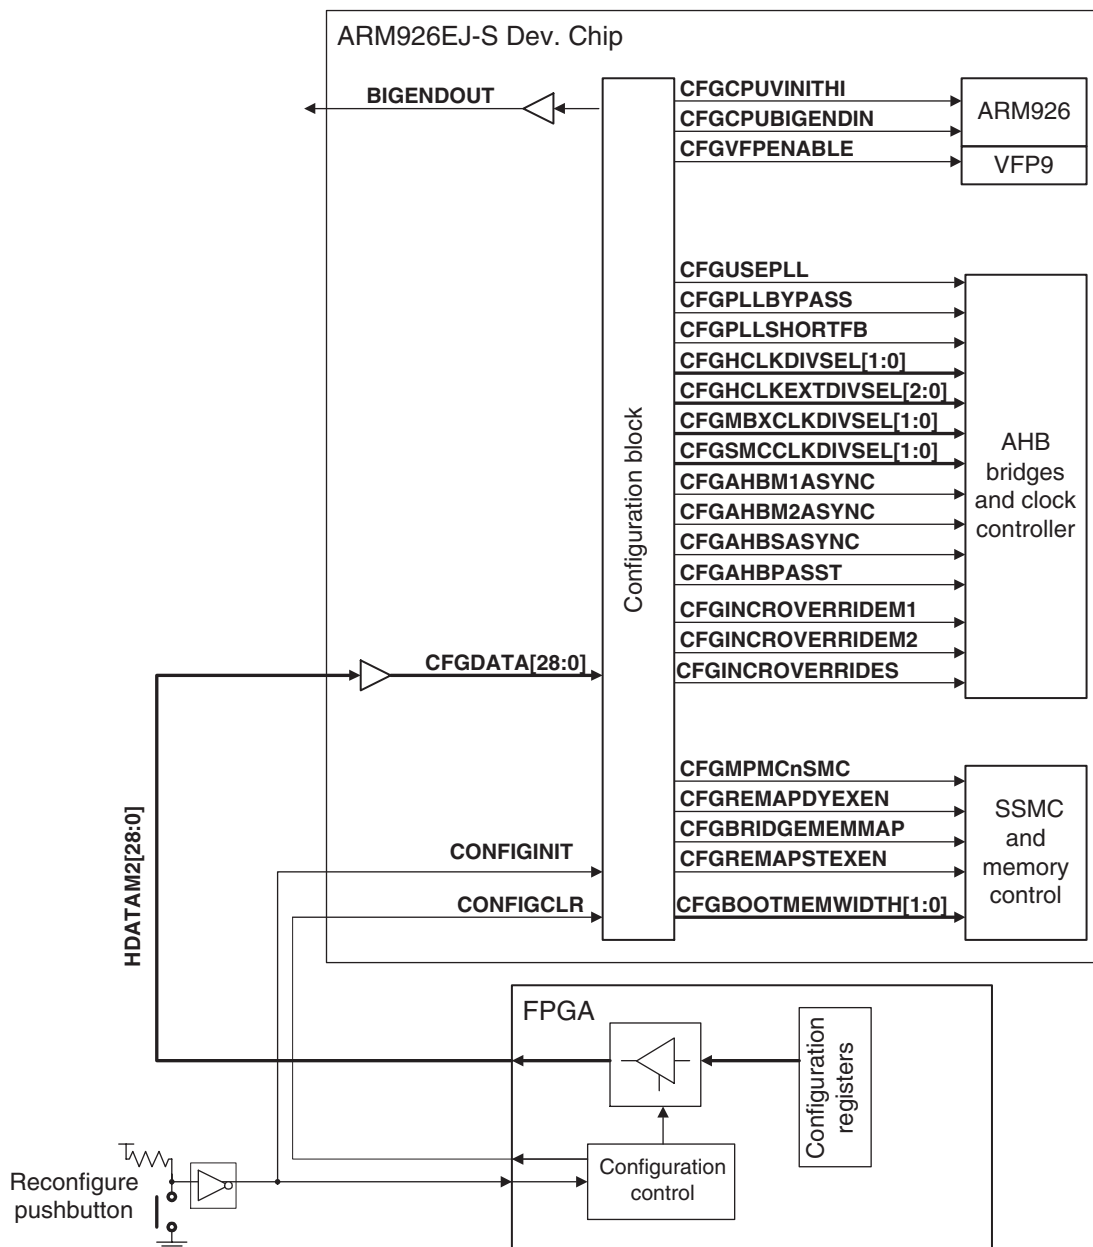 ARM926EJ-S Dev. Chip
BIGENDOUT
CFGCPUVINITHI
CFGCPUBIGENDIN
CFGVFPENABLE
ARM926
VFP9
CFGUSEPLL
CFGPLLBYPASS
CFGPLLSHORTFB
CFGHCLKDIVSEL[1:0]
CFGHCLKEXTDIVSEL[2:0]
CFGMBXCLKDIVSEL[1:0]
CFGSMCCLKDIVSEL[1:0]
CFGAHBM1ASYNC
CFGAHBM2ASYNC
CFGAHBSASYNC
CFGAHBPASST
CFGINCROVERRIDEM1
CFGINCROVERRIDEM2
CFGINCROVERRIDES
AHB
bridges
and clock
controller
Configuration block
CFGDATA[28:0]
HDATAM2[28:0]
CONFIGINIT
CONFIGCLR
CFGMPMCnSMC
CFGREMAPDYEXEN
CFGBRIDGEMEMMAP
CFGREMAPSTEXEN
CFGBOOTMEMWIDTH[1:0]
SSMC
and
memory
control
FPGA
Configuration
registers
Configuration
control
Reconfigure
pushbutton